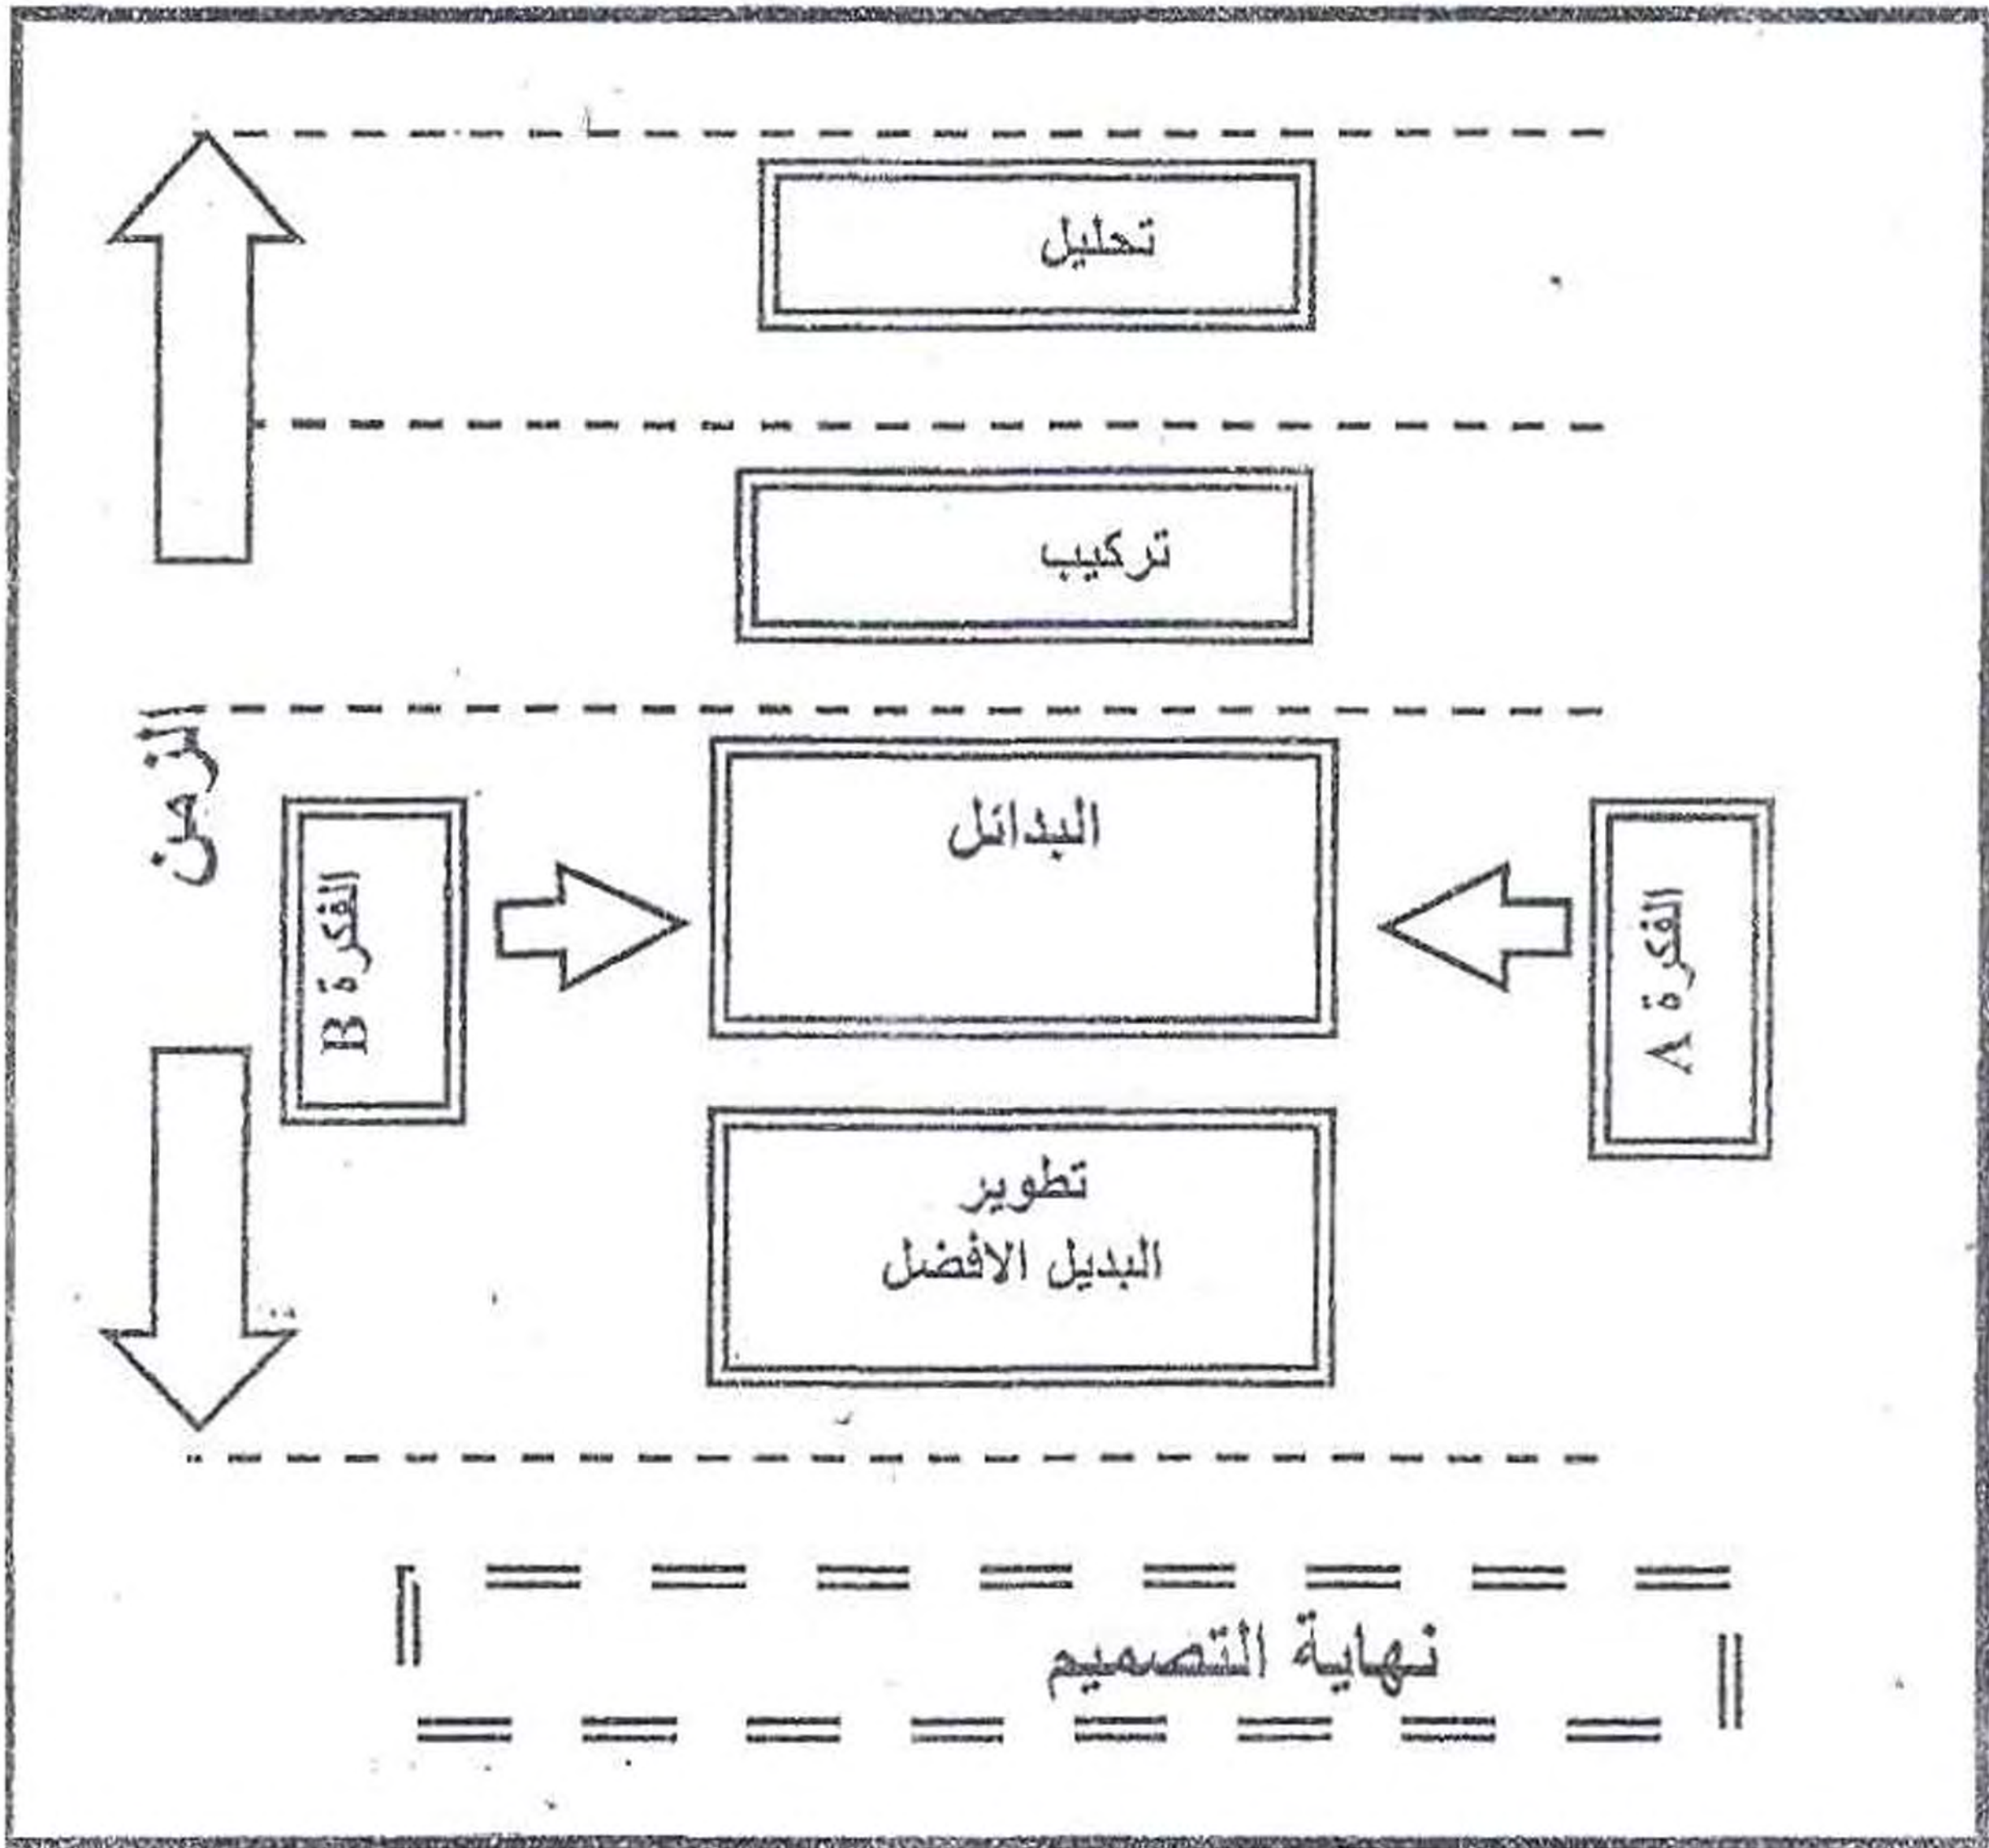 تحليل
تركيب
الزمن
البدائل
الفكرة A
الفكرة B
تطوير
البديل الافضل
نهاية التصميم